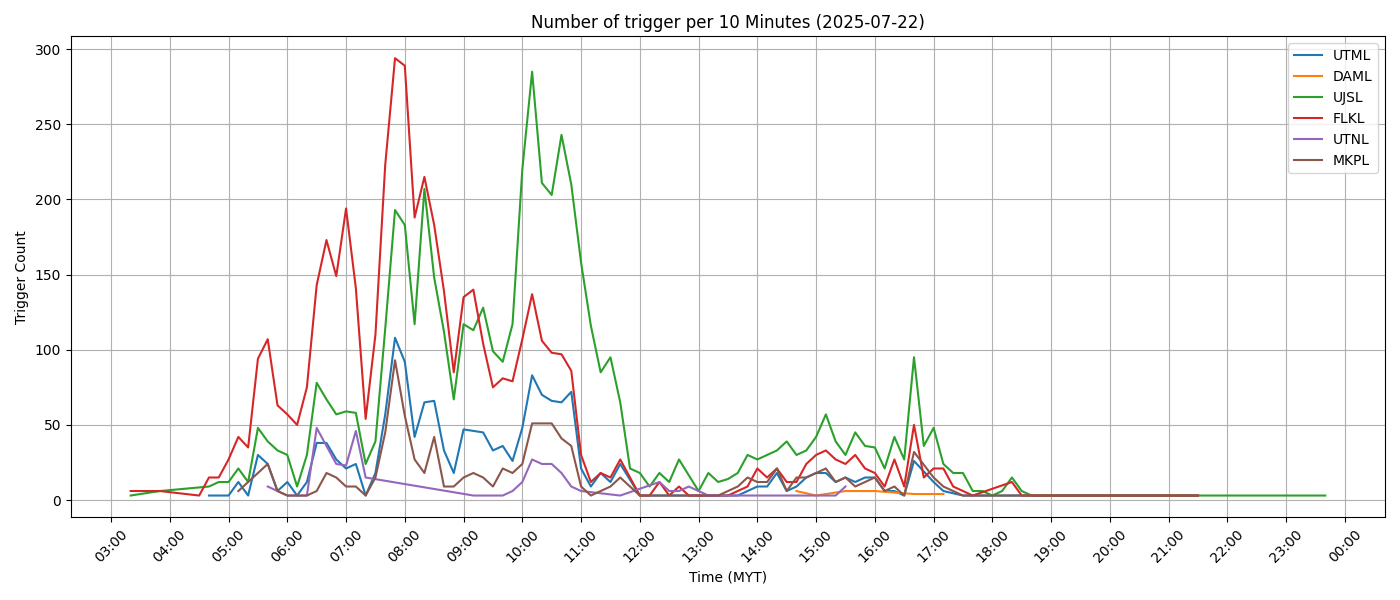 Number of trigger per 10 Minutes (2025-07-22)
300
250
200
150
100
50
0
Trigger Count
UTML
DAML
UJSL
FLKL
UTNL
MKPL
03:00 04:00 05:00 06:00 07:00 08:00 09:00 10:00 11:00 12:00 13:00 14:00 15:00 16:00 17:00 18:00 19:00 20:00 21:00 22:00 23:00 00:00
Time (MYT)